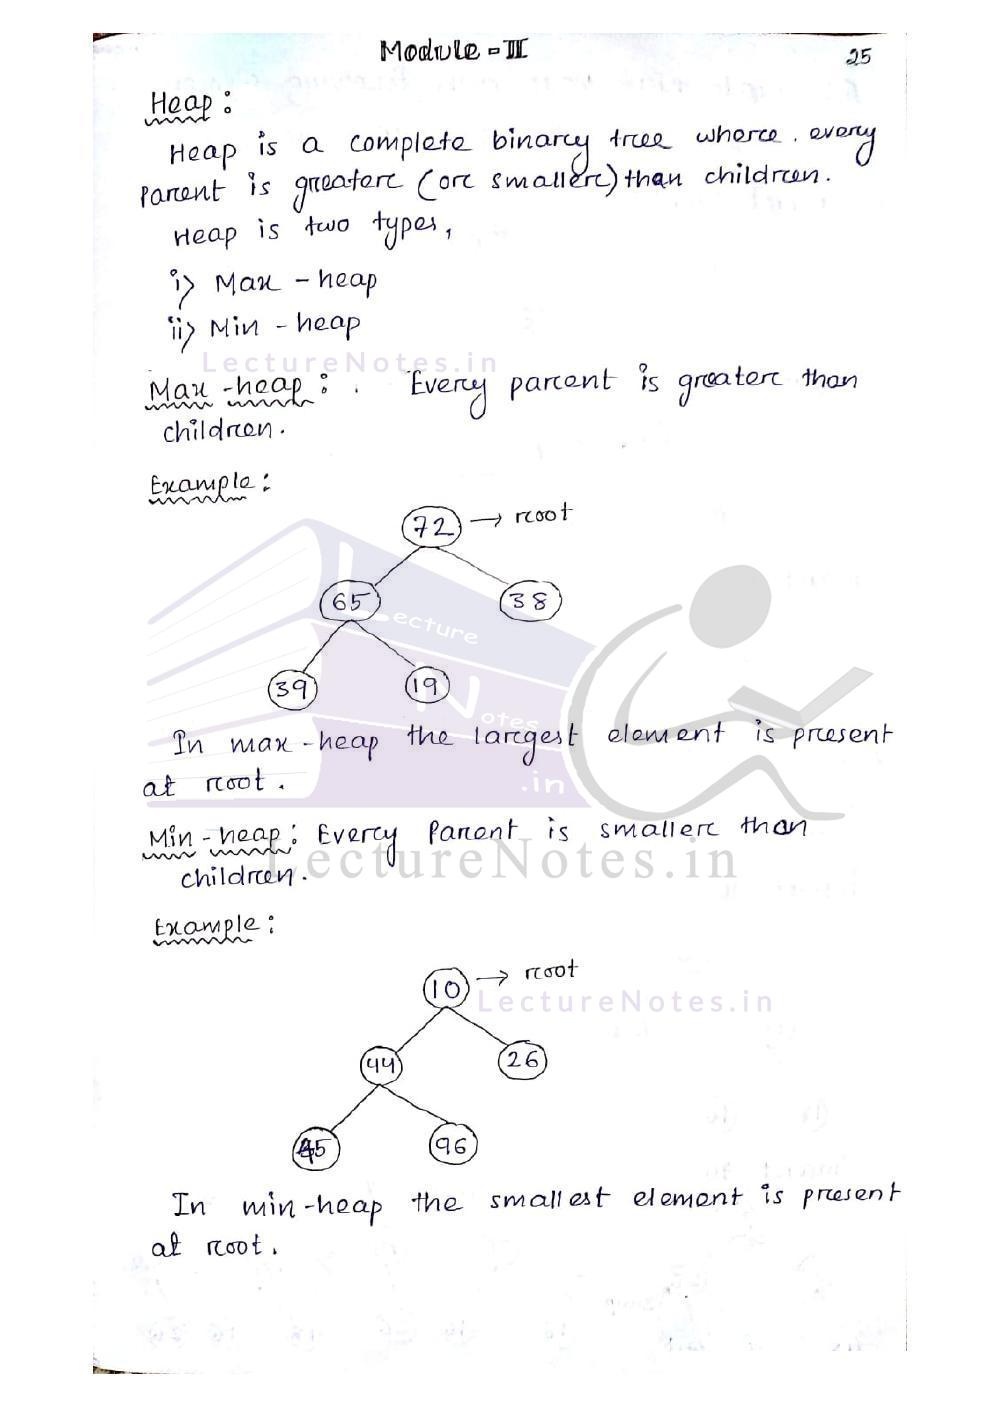 Module - III
25
Heap :
Heap is a complete binary tree where every
parent is greater (or smaller) than children.
Heap is two types,
i) Max - heap
ii) Min - heap
LectureNotes.in
Max - heap : Every parent is greater than
children.
Example :
72 → root
65 38
Lecture
39 19
Notes
In max - heap the largest element is present
at root.
.in
Min - heap : Every Parent is smaller than
LectureNotes.in
children.
Example :
10 → root
LectureNotes.in
44 26
45 96
In min - heap the smallest element is present
at root.